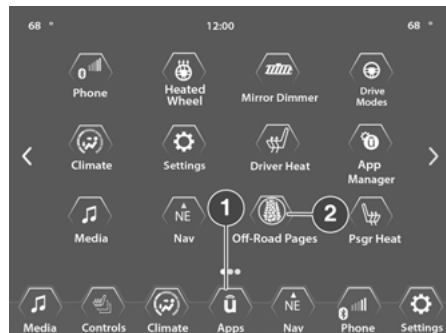 68 °
12:00
68 °
Phone
Heated
Wheel
Mirror Dimmer
Drive
Modes
Climate
Settings
Driver Heat
App
Manager
Media
NE
Nav
1
Off-Road Pages
2
Psgr Heat
Media
Controls
Climate
û
Apps
NE
Nav
Phone
Settings